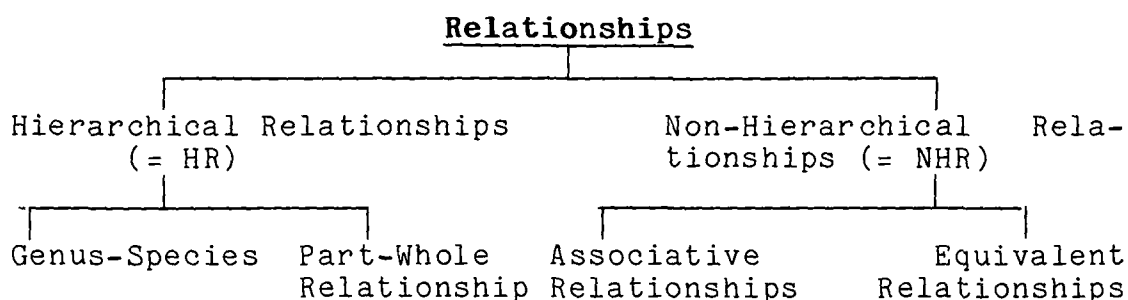 Relationships
Hierarchical Relationships Non-Hierarchical Rela-
(= HR) tionships (= NHR)
Genus-Species Part-Whole Associative Equivalent
Relationship Relationships Relationships